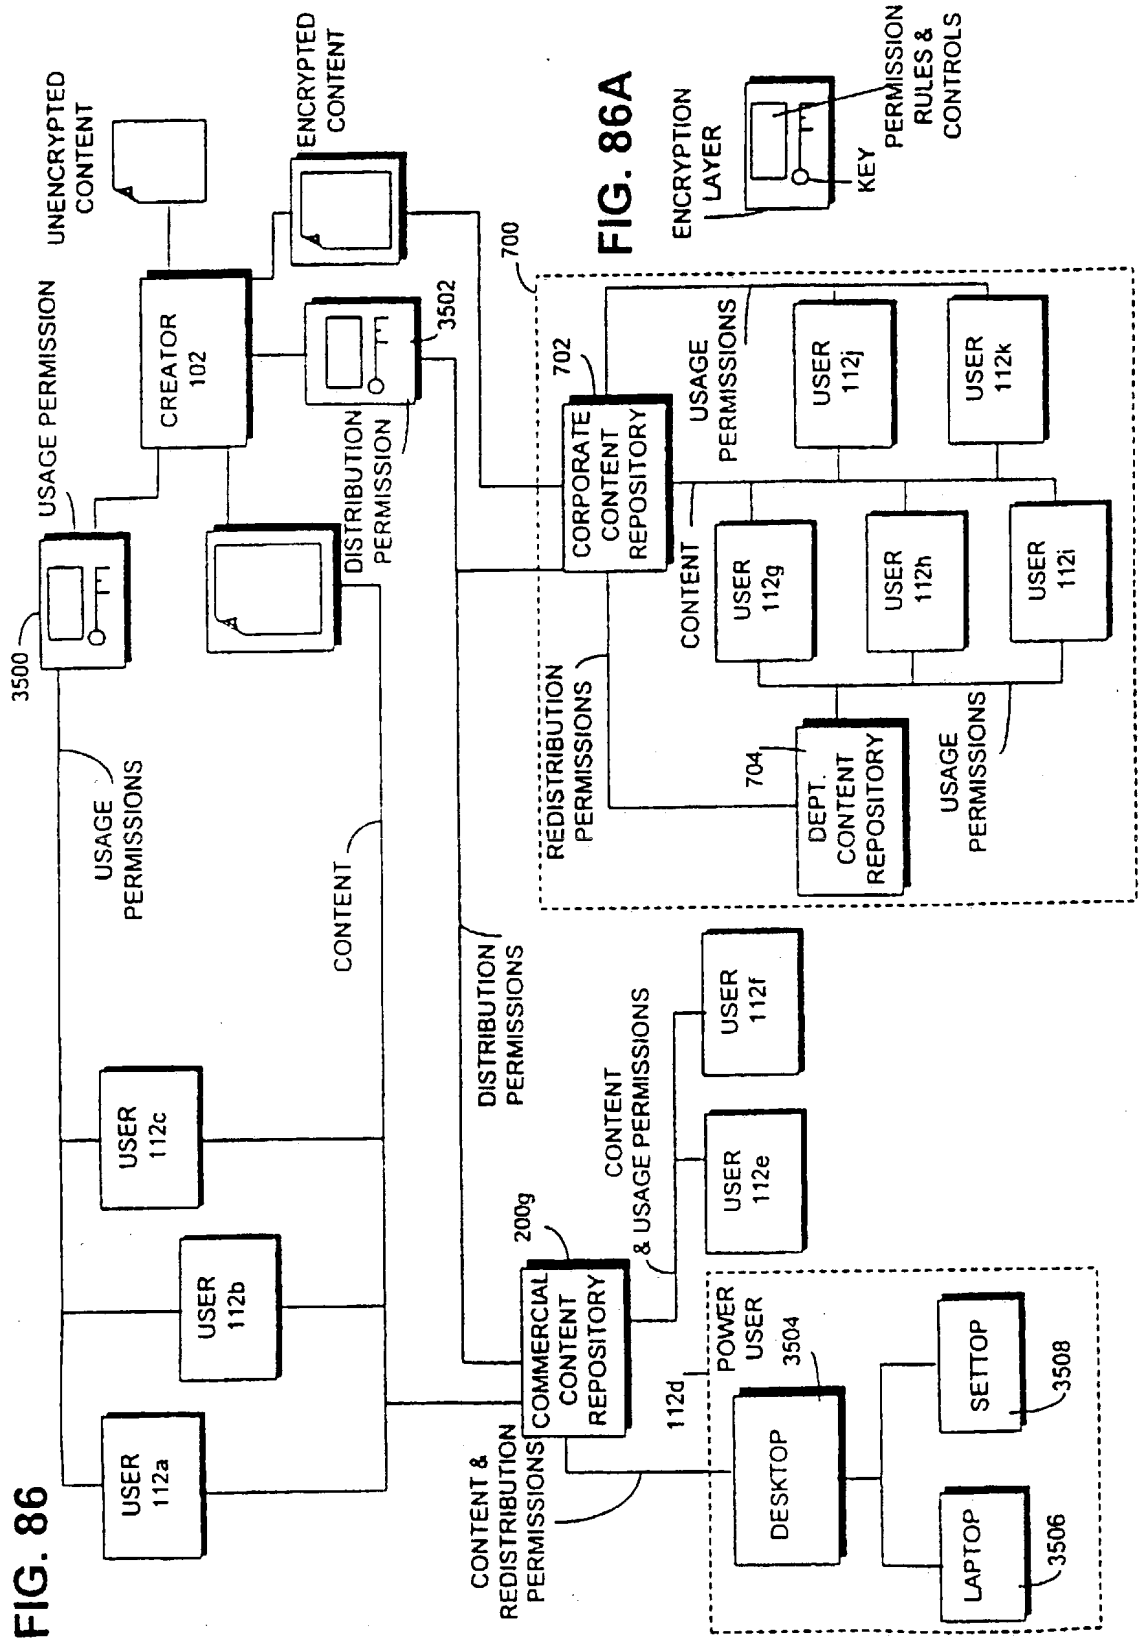 FIG. 86
USER
112a
USER
112b
USER
112c
USAGE
PERMISSIONS
3500
USAGE PERMISSION
UNENCRYPTED
CONTENT
CREATOR
102
ENCRYPTED
CONTENT
CONTENT
DISTRIBUTION
PERMISSION
3502
DISTRIBUTION
PERMISSIONS
CONTENT &
REDISTRIBUTION
PERMISSIONS
COMMERCIAL
CONTENT
REPOSITORY
200g
CONTENT
& USAGE PERMISSIONS
USER
112e
USER
112f
112d
POWER
USER
3504
DESKTOP
LAPTOP
3506
SETTOP
3508
700
CORPORATE
CONTENT
REPOSITORY
702
REDISTRIBUTION
PERMISSIONS
CONTENT
USAGE
PERMISSIONS
704
DEPT.
CONTENT
REPOSITORY
USER
112g
USER
112h
USER
112i
USER
112j
USER
112k
USAGE
PERMISSIONS
FIG. 86A
ENCRYPTION
LAYER
KEY
PERMISSION
RULES &
CONTROLS